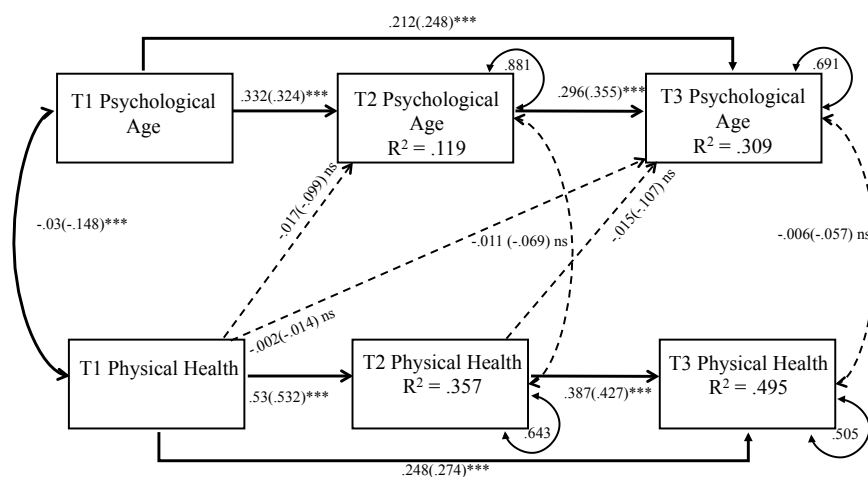 .212(.248)***
.881
.691
T1 Psychological
Age
.332(.324)***
T2 Psychological
Age
R² = .119
.296(.355)***
T3 Psychological
Age
R² = .309
-.017(-.099) ns
-.03(-.148)***
-.011 (-.069) ns
-.015(-.107) ns
-.006(-.057) ns
-.002(-.014) ns
T1 Physical Health
.53(.532)***
T2 Physical Health
R² = .357
.387(.427)***
T3 Physical Health
R² = .495
.643
.505
.248(.274)***